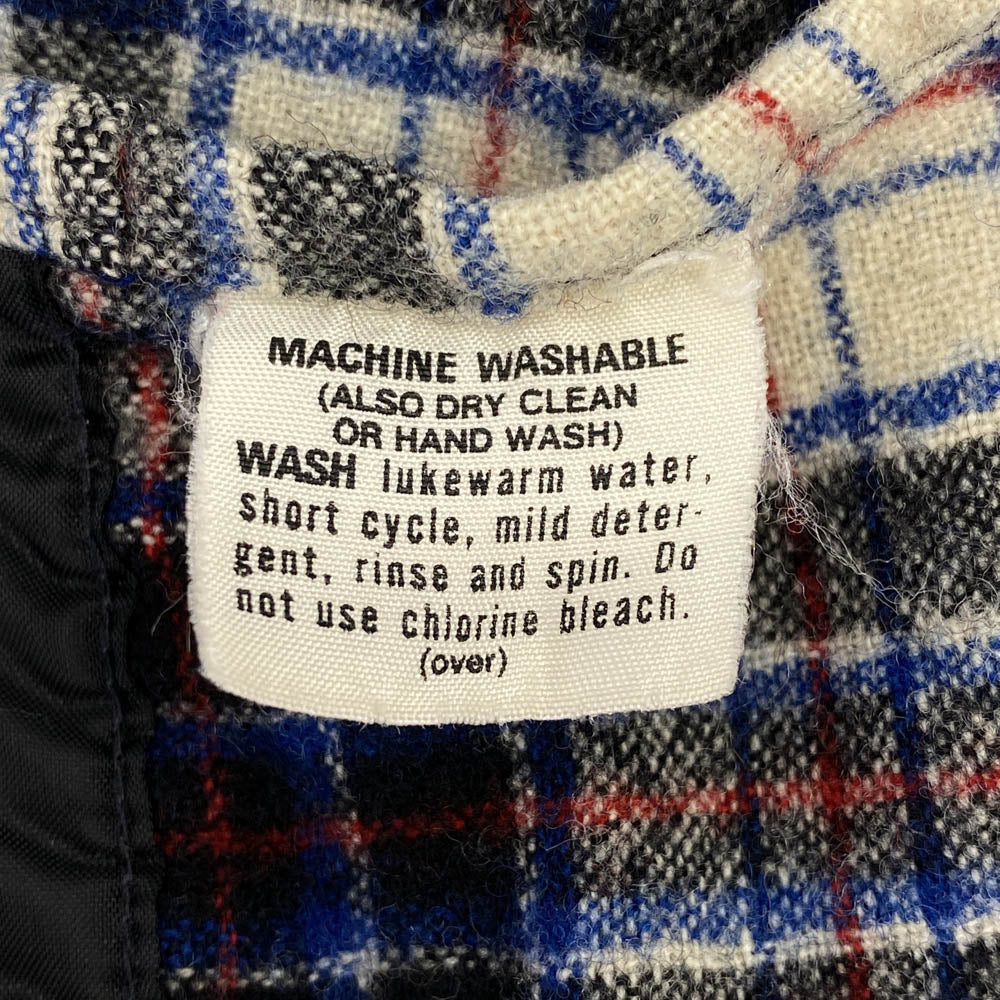 MACHINE WASHABLE
(ALSO DRY CLEAN
OR HAND WASH)
WASH lukewarm water,
short cycle, mild deter-
gent, rinse and spin. Do
not use chlorine bleach.
(over)